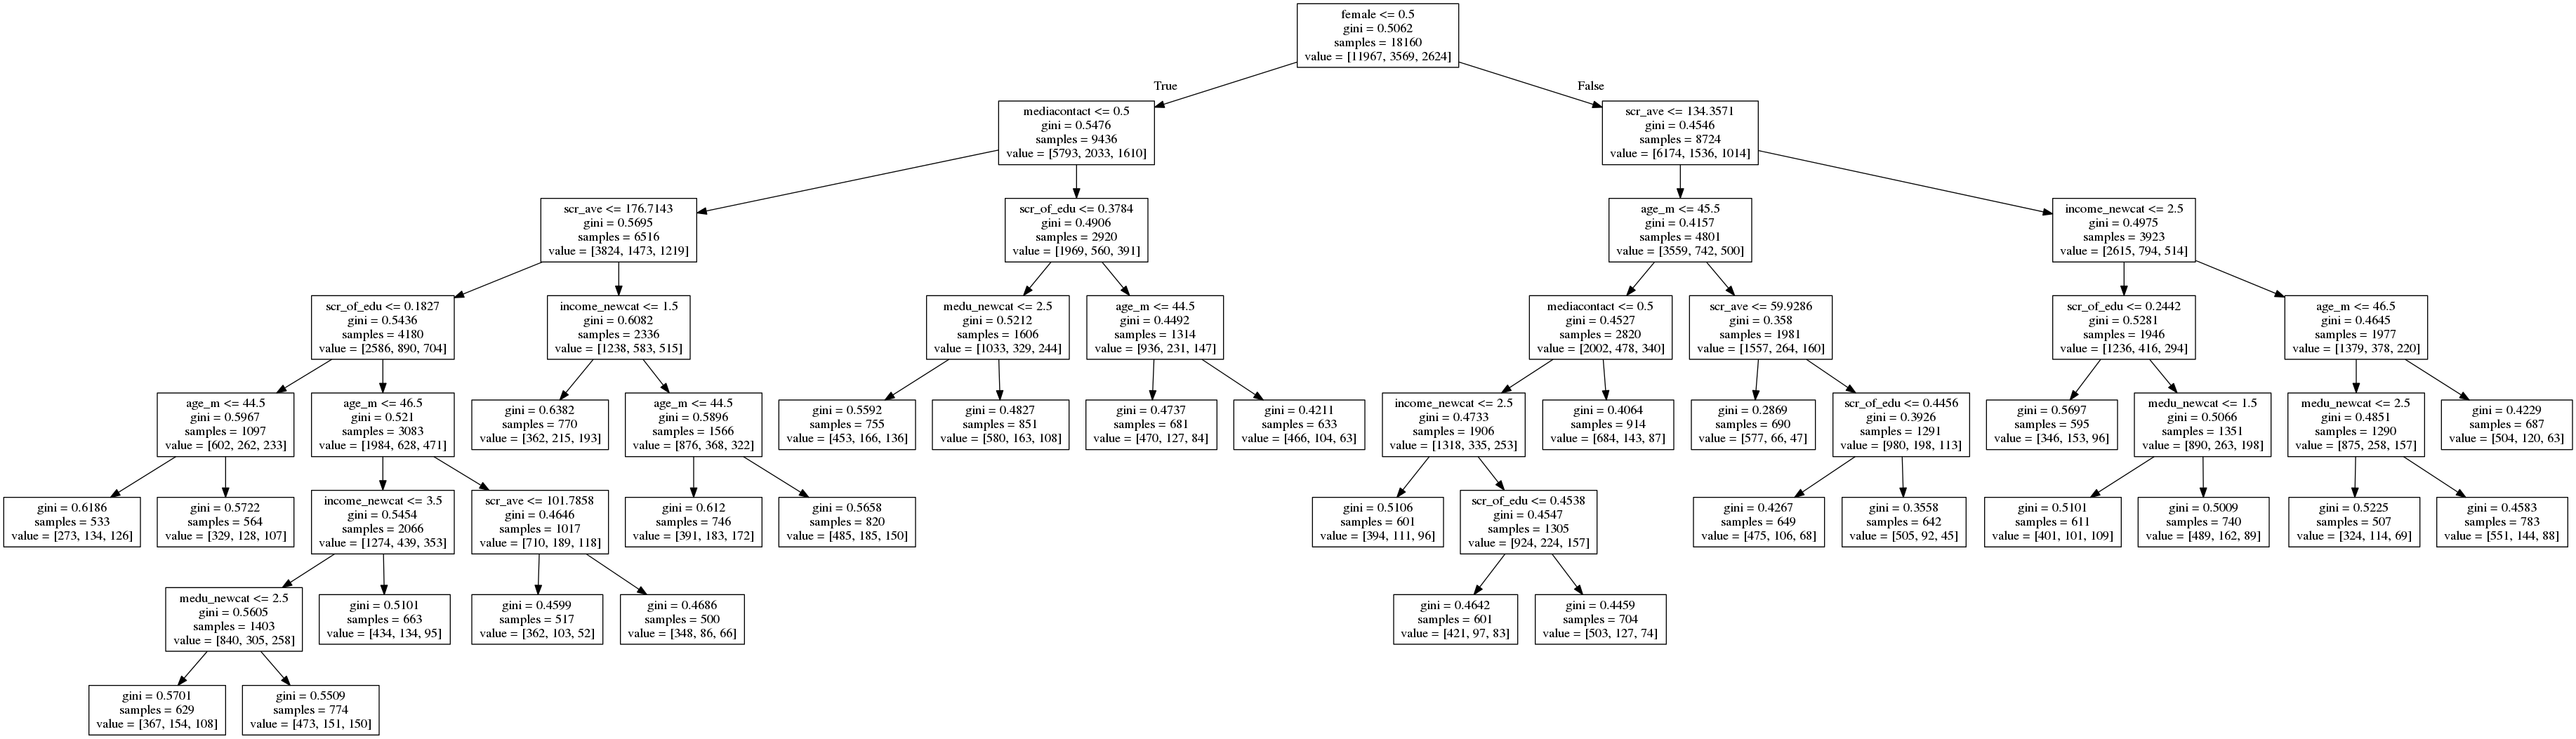 female <= 0.5
gini = 0.5062
samples = 18160
value = [11967, 3569, 2624]
True
False
mediacontact <= 0.5
gini = 0.5476
samples = 9436
value = [5793, 2033, 1610]
scr_ave <= 134.3571
gini = 0.4546
samples = 8724
value = [6174, 1536, 1014]
scr_ave <= 176.7143
gini = 0.5695
samples = 6516
value = [3824, 1473, 1219]
scr_of_edu <= 0.3784
gini = 0.4906
samples = 2920
value = [1969, 560, 391]
age_m <= 45.5
gini = 0.4157
samples = 4801
value = [3559, 742, 500]
income_newcat <= 2.5
gini = 0.4975
samples = 3923
value = [2615, 794, 514]
scr_of_edu <= 0.1827
gini = 0.5436
samples = 4180
value = [2586, 890, 704]
income_newcat <= 1.5
gini = 0.6082
samples = 2336
value = [1238, 583, 515]
medu_newcat <= 2.5
gini = 0.5212
samples = 1606
value = [1033, 329, 244]
age_m <= 44.5
gini = 0.4492
samples = 1314
value = [936, 231, 147]
mediacontact <= 0.5
gini = 0.4527
samples = 2820
value = [2002, 478, 340]
scr_ave <= 59.9286
gini = 0.358
samples = 1981
value = [1557, 264, 160]
scr_of_edu <= 0.2442
gini = 0.5281
samples = 1946
value = [1236, 416, 294]
age_m <= 46.5
gini = 0.4645
samples = 1977
value = [1379, 378, 220]
age_m <= 44.5
gini = 0.5967
samples = 1097
value = [602, 262, 233]
age_m <= 46.5
gini = 0.521
samples = 3083
value = [1984, 628, 471]
gini = 0.6382
samples = 770
value = [362, 215, 193]
age_m <= 44.5
gini = 0.5896
samples = 1566
value = [876, 368, 322]
gini = 0.5592
samples = 755
value = [453, 166, 136]
gini = 0.4827
samples = 851
value = [580, 163, 108]
gini = 0.4737
samples = 681
value = [470, 127, 84]
gini = 0.4211
samples = 633
value = [466, 104, 63]
income_newcat <= 2.5
gini = 0.4733
samples = 1906
value = [1318, 335, 253]
gini = 0.4064
samples = 914
value = [684, 143, 87]
gini = 0.2869
samples = 690
value = [577, 66, 47]
scr_of_edu <= 0.4456
gini = 0.3926
samples = 1291
value = [980, 198, 113]
gini = 0.5697
samples = 595
value = [346, 153, 96]
medu_newcat <= 1.5
gini = 0.5066
samples = 1351
value = [890, 263, 198]
medu_newcat <= 2.5
gini = 0.4851
samples = 1290
value = [875, 258, 157]
gini = 0.4229
samples = 687
value = [504, 120, 63]
gini = 0.6186
samples = 533
value = [273, 134, 126]
gini = 0.5722
samples = 564
value = [329, 128, 107]
income_newcat <= 3.5
gini = 0.5454
samples = 2066
value = [1274, 439, 353]
scr_ave <= 101.7858
gini = 0.4646
samples = 1017
value = [710, 189, 118]
gini = 0.612
samples = 746
value = [391, 183, 172]
gini = 0.5658
samples = 820
value = [485, 185, 150]
gini = 0.5106
samples = 601
value = [394, 111, 96]
scr_of_edu <= 0.4538
gini = 0.4547
samples = 1305
value = [924, 224, 157]
gini = 0.4267
samples = 649
value = [475, 106, 68]
gini = 0.3558
samples = 642
value = [505, 92, 45]
gini = 0.5101
samples = 611
value = [401, 101, 109]
gini = 0.5009
samples = 740
value = [489, 162, 89]
gini = 0.5225
samples = 507
value = [324, 114, 69]
gini = 0.4583
samples = 783
value = [551, 144, 88]
medu_newcat <= 2.5
gini = 0.5605
samples = 1403
value = [840, 305, 258]
gini = 0.5101
samples = 663
value = [434, 134, 95]
gini = 0.4599
samples = 517
value = [362, 103, 52]
gini = 0.4686
samples = 500
value = [348, 86, 66]
gini = 0.4642
samples = 601
value = [421, 97, 83]
gini = 0.4459
samples = 704
value = [503, 127, 74]
gini = 0.5701
samples = 629
value = [367, 154, 108]
gini = 0.5509
samples = 774
value = [473, 151, 150]